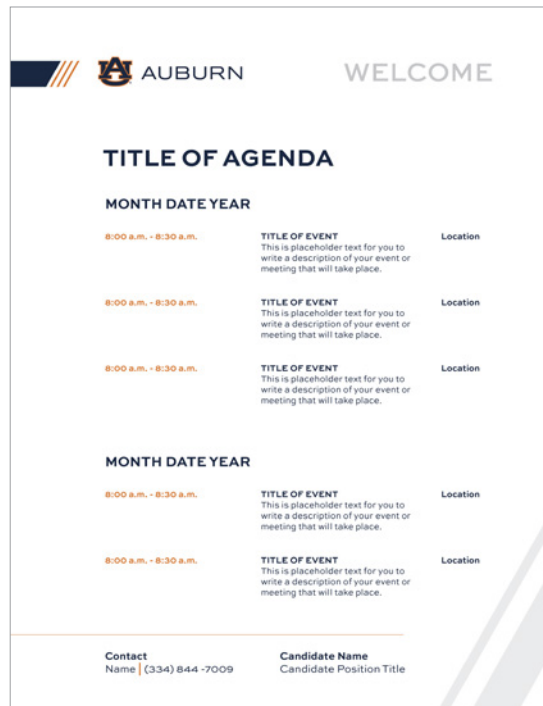 AUBURN
WELCOME
TITLE OF AGENDA
MONTH DATE YEAR
8:00 a.m. - 8:30 a.m.
TITLE OF EVENT
This is placeholder text for you to
write a description of your event or
meeting that will take place.
Location
8:00 a.m. - 8:30 a.m.
TITLE OF EVENT
This is placeholder text for you to
write a description of your event or
meeting that will take place.
Location
8:00 a.m. - 8:30 a.m.
TITLE OF EVENT
This is placeholder text for you to
write a description of your event or
meeting that will take place.
Location
MONTH DATE YEAR
8:00 a.m. - 8:30 a.m.
TITLE OF EVENT
This is placeholder text for you to
write a description of your event or
meeting that will take place.
Location
8:00 a.m. - 8:30 a.m.
TITLE OF EVENT
This is placeholder text for you to
write a description of your event or
meeting that will take place.
Location
Contact
Name | (334) 844 -7009
Candidate Name
Candidate Position Title